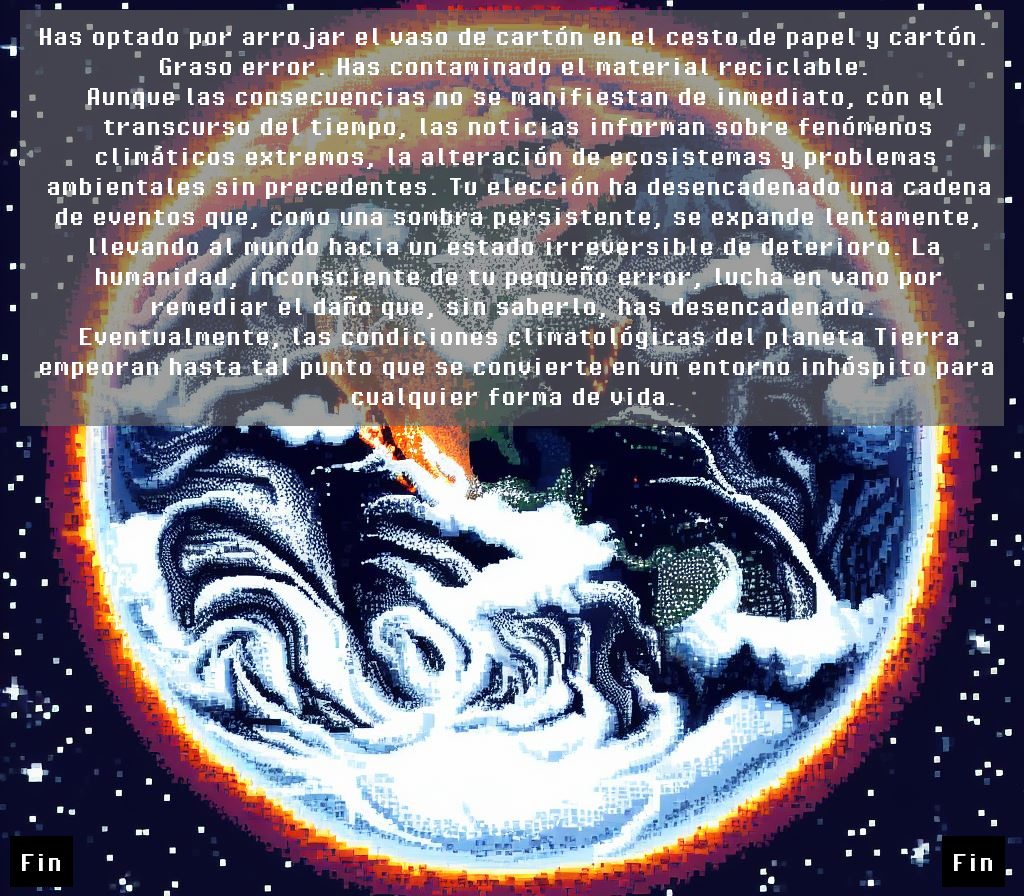 Has optado por arrojar el vaso de cartón en el cesto de papel y cartón.
Graso error. Has contaminado el material reciclable.
Aunque las consecuencias no se manifiestan de inmediato, con el
transcurso del tiempo, las noticias informan sobre fenómenos
climáticos extremos, la alteración de ecosistemas y problemas
ambientales sin precedentes. Tu elección ha desencadenado una cadena
de eventos que, como una sombra persistente, se expande lentamente,
llevando al mundo hacia un estado irreversible de deterioro. La
humanidad, inconsciente de tu pequeño error, lucha en vano por
remediar el daño que, sin saberlo, has desencadenado.
Eventualmente, las condiciones climatológicas del planeta Tierra
empeoran hasta tal punto que se convierte en un entorno inhóspito para
cualquier forma de vida.
Fin
Fin